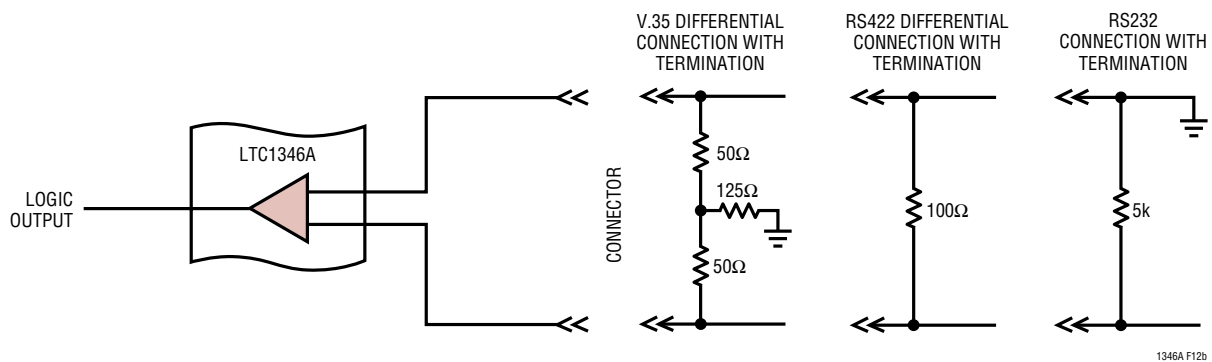 V.35 DIFFERENTIAL
CONNECTION WITH
TERMINATION
RS422 DIFFERENTIAL
CONNECTION WITH
TERMINATION
RS232
CONNECTION WITH
TERMINATION
LTC1346A
LOGIC
OUTPUT
CONNECTOR
50Ω
125Ω
50Ω
100Ω
5k
1346A F12b